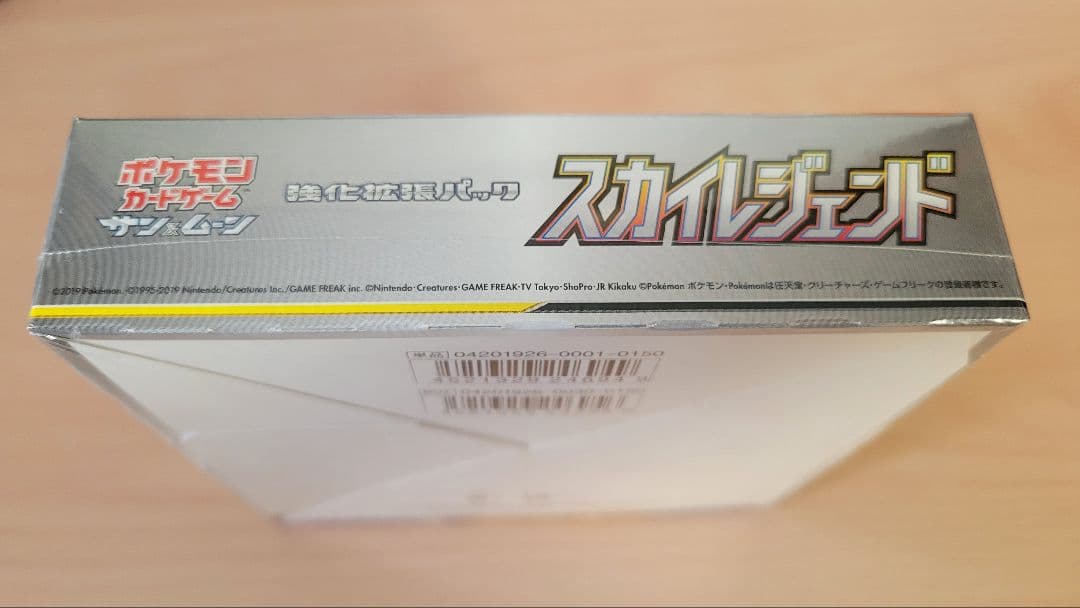 ポケモン
カードゲーム
サン&ムーン
強化拡張パック
スカイレジェンド
©2019 Pokémon. ©1995-2019 Nintendo/Creatures Inc./GAME FREAK inc. ©Nintendo・Creatures・GAME FREAK・TV Tokyo・ShoPro・JR Kikaku ©Pokémon ポケモン・Pokémonは任天堂・クリーチャーズ・ゲームフリークの登録商標です。
単品 04201926-0001-0150